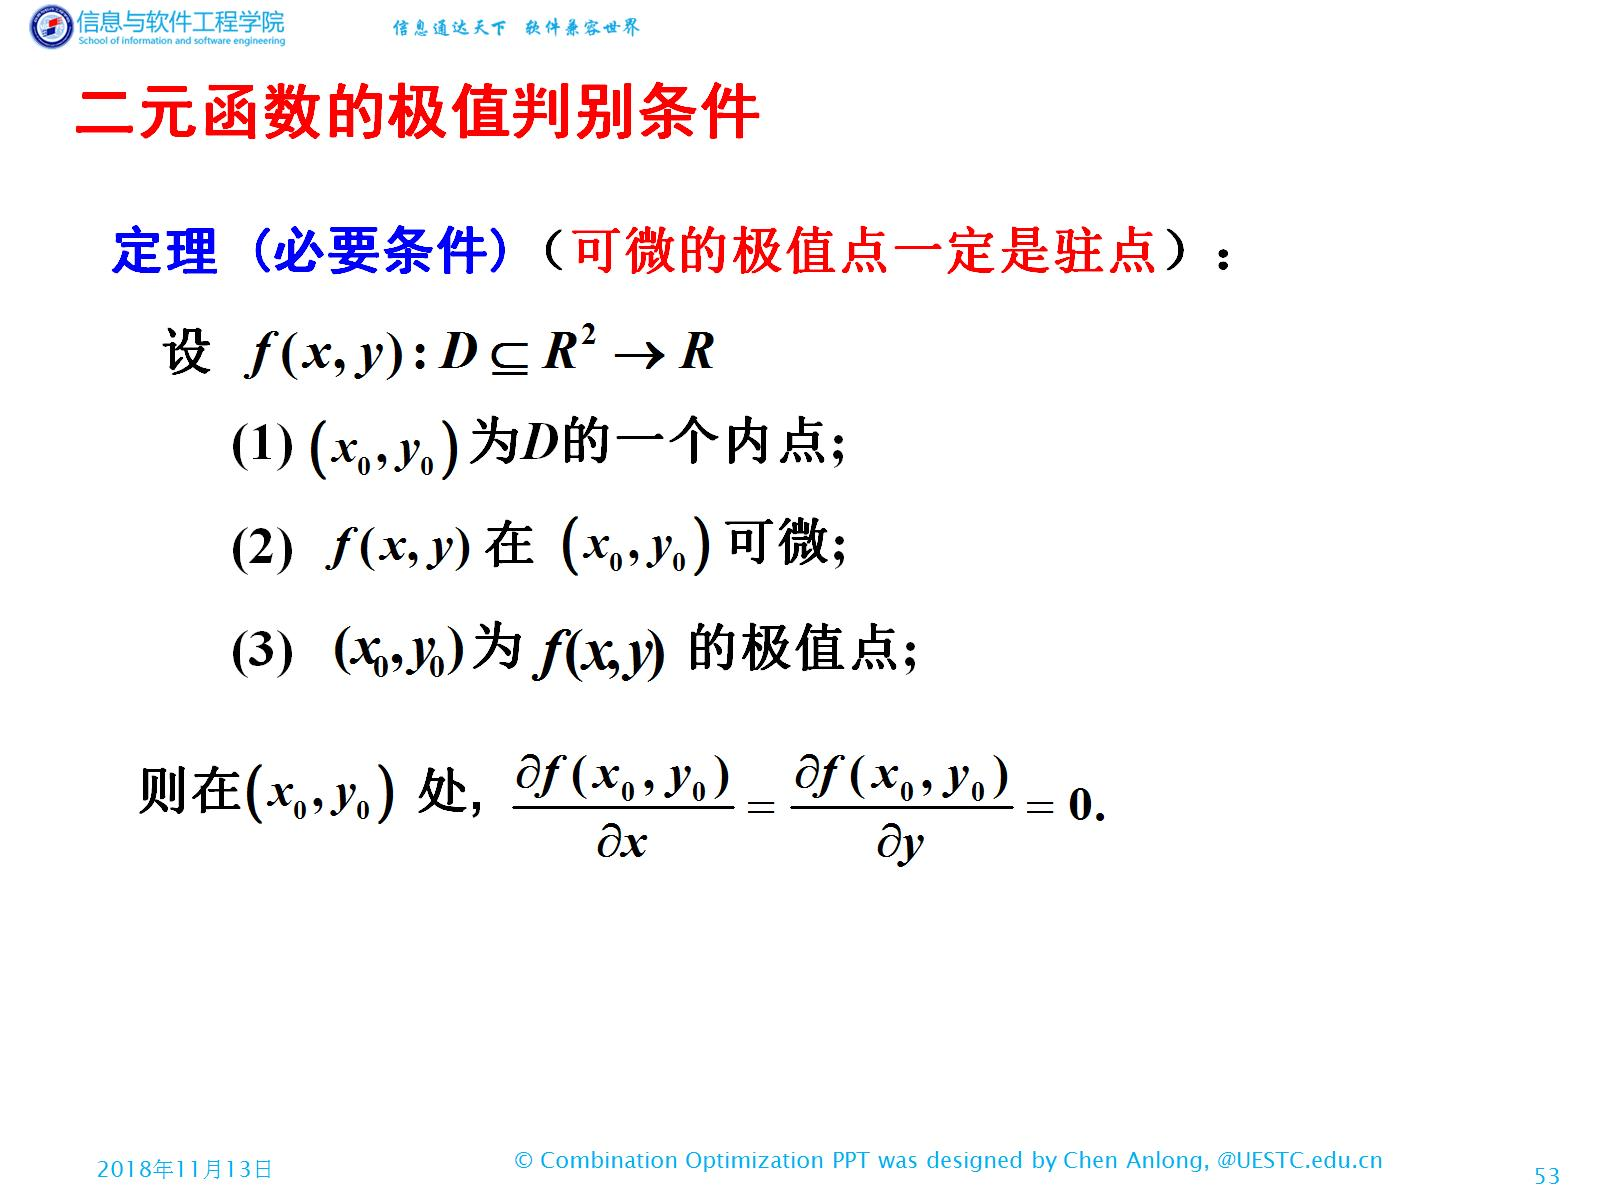 信息与软件工程学院
School of information and software engineering
信息通达天下 软件兼容世界
二元函数的极值判别条件
定理 (必要条件)（可微的极值点一定是驻点）：
设 f(x, y): D ⊆ R² → R
(1) (x₀, y₀) 为D的一个内点;
(2) f(x, y) 在 (x₀, y₀) 可微;
(3) (x₀, y₀) 为 f(x,y) 的极值点;
则在(x₀, y₀) 处, ∂f(x₀, y₀)/∂x = ∂f(x₀, y₀)/∂y = 0.
2018年11月13日
© Combination Optimization PPT was designed by Chen Anlong, @UESTC.edu.cn
53